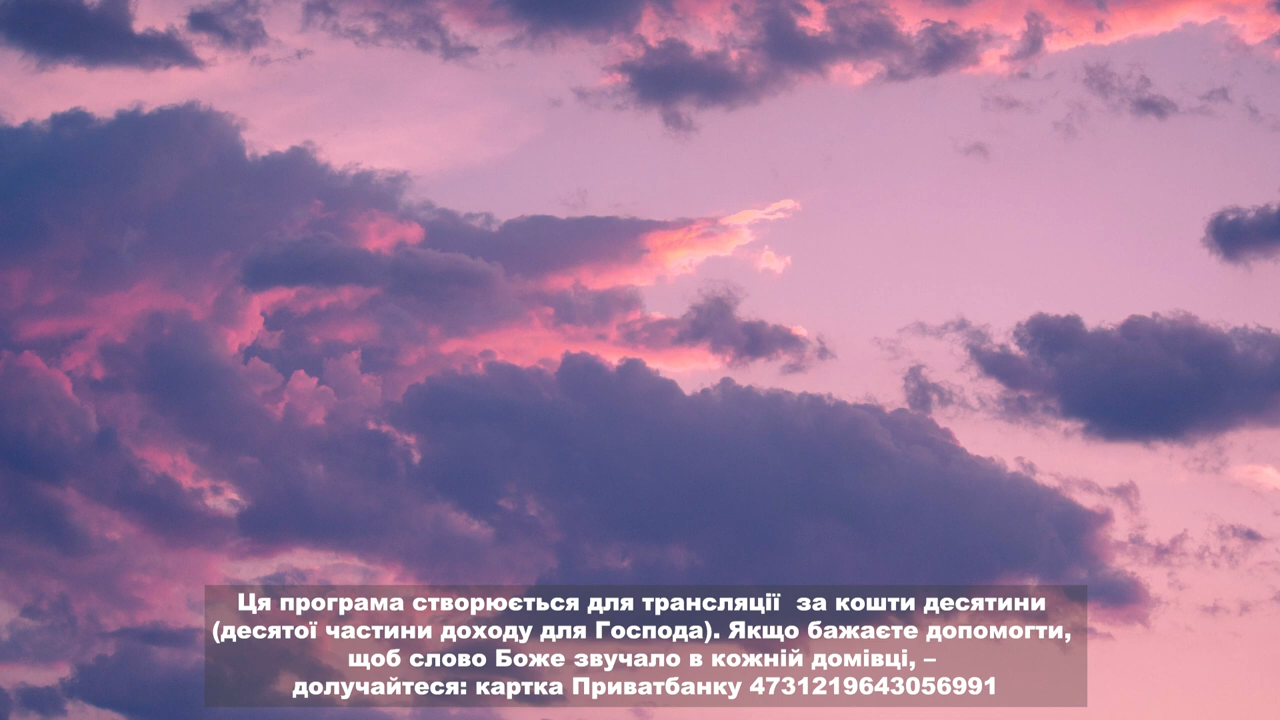 Ця програма створюється для трансляції  за кошти десятини
(десятої частини доходу для Господа). Якщо бажаєте допомогти,
щоб слово Боже звучало в кожній домівці, –
долучайтеся: картка Приватбанку 4731219643056991